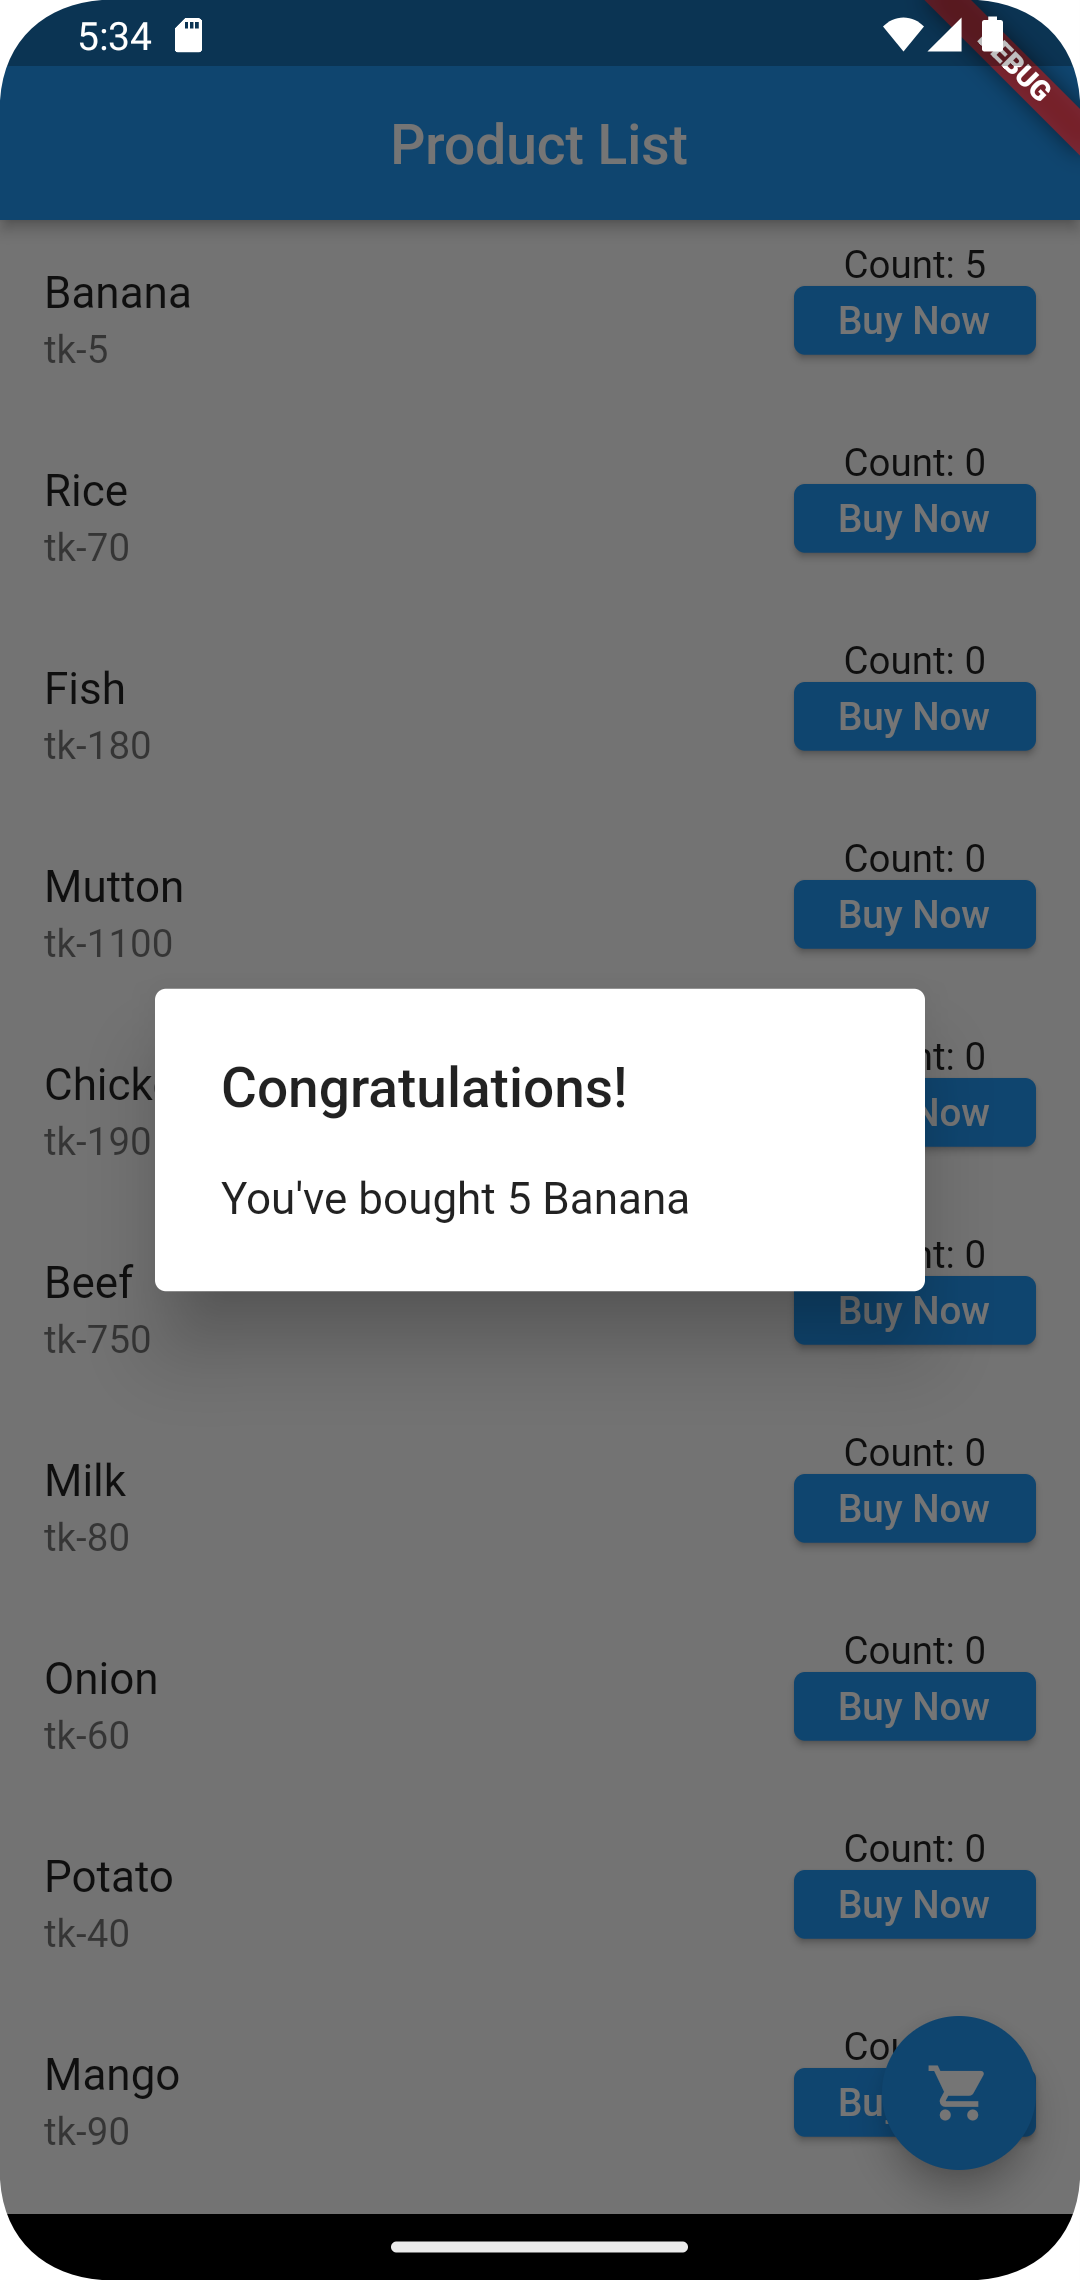 5:34
EBUG
Product List
Count: 5
Banana
Buy Now
tk-5
Count: 0
Rice
Buy Now
tk-70
Count: 0
Fish
Buy Now
tk-180
Count: 0
Mutton
Buy Now
tk-1100
Congratulations!
You've bought 5 Banana
nt: 0
Chick
Now
tk-190
nt: 0
Beef
Buy Now
tk-750
Count: 0
Milk
Buy Now
tk-80
Count: 0
Onion
Buy Now
tk-60
Count: 0
Potato
Buy Now
tk-40
Cou
Mango
Bu
tk-90